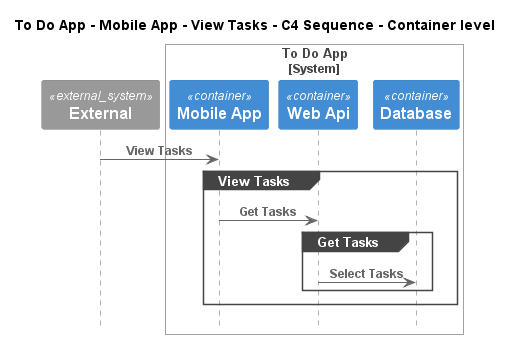 To Do App - Mobile App - View Tasks - C4 Sequence - Container level
To Do App
[System]
«external_system»
External
«container»
Mobile App
«container»
Web Api
«container»
Database
View Tasks
View Tasks
Get Tasks
Get Tasks
Select Tasks